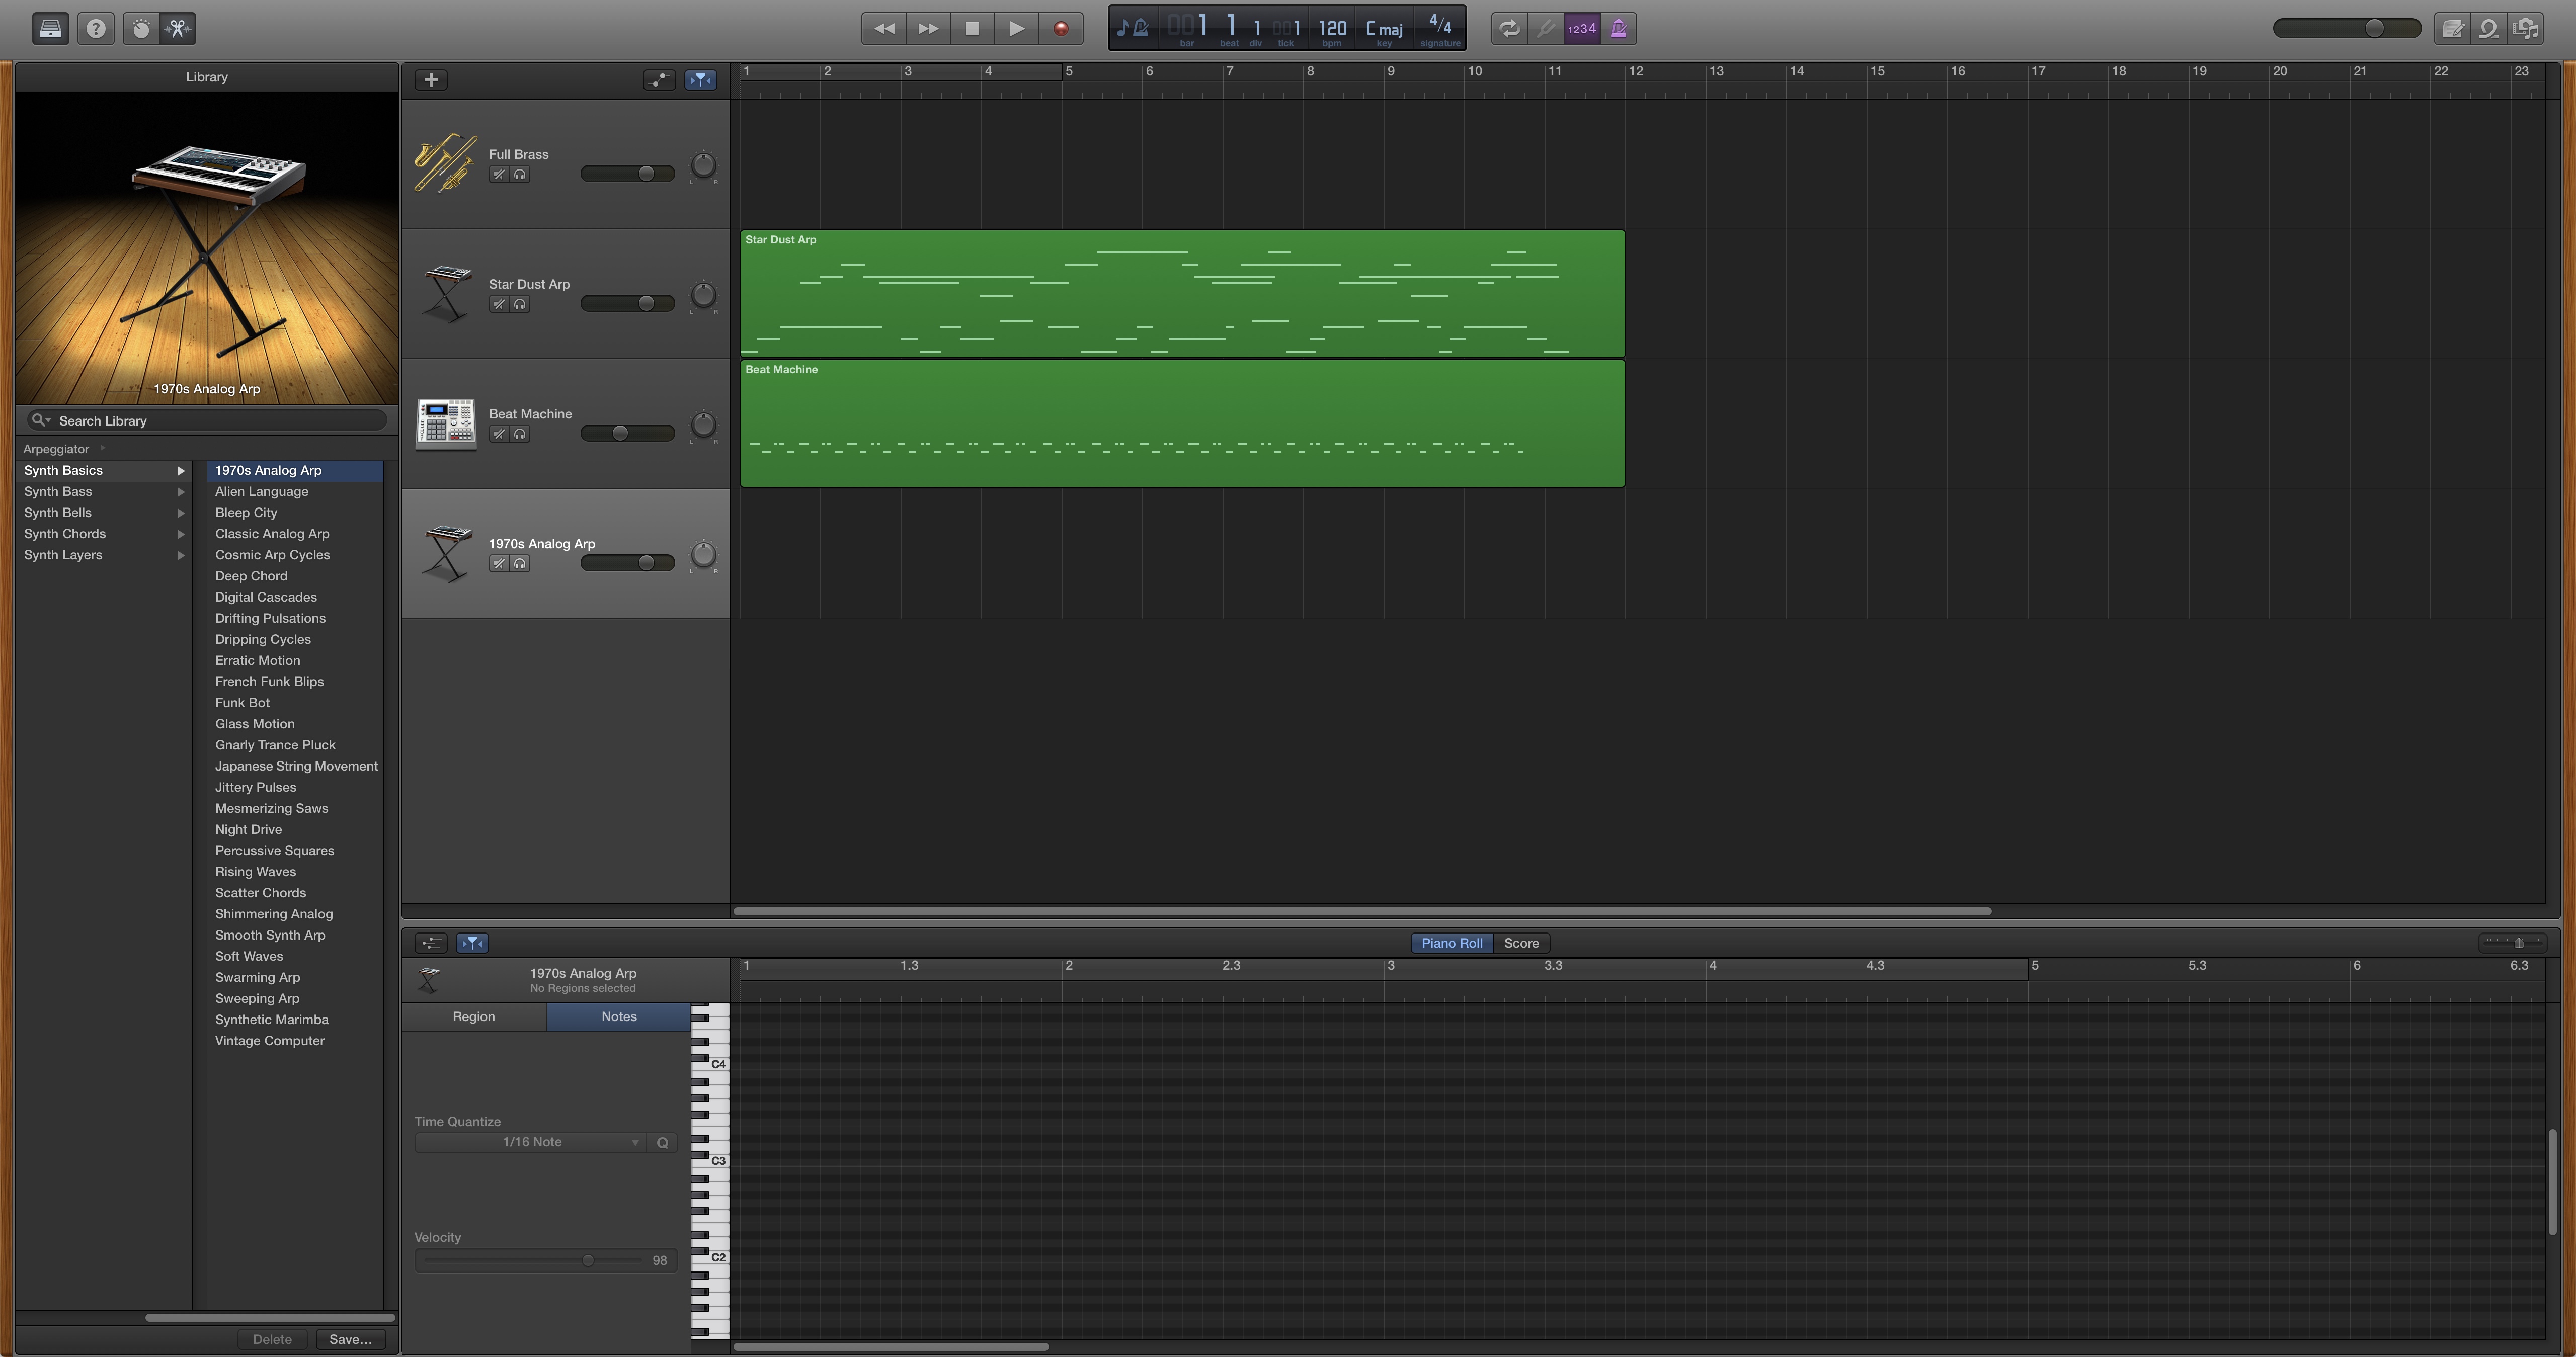 001 1 1 001 120 C maj 4/4
bar beat div tick bpm key signature
1234
Library
1970s Analog Arp
Search Library
Arpeggiator
Synth Basics
Synth Bass
Synth Bells
Synth Chords
Synth Layers
1970s Analog Arp
Alien Language
Bleep City
Classic Analog Arp
Cosmic Arp Cycles
Deep Chord
Digital Cascades
Drifting Pulsations
Dripping Cycles
Erratic Motion
French Funk Blips
Funk Bot
Glass Motion
Gnarly Trance Pluck
Japanese String Movement
Jittery Pulses
Mesmerizing Saws
Night Drive
Percussive Squares
Rising Waves
Scatter Chords
Shimmering Analog
Smooth Synth Arp
Soft Waves
Swarming Arp
Sweeping Arp
Synthetic Marimba
Vintage Computer
Delete Save...
1 2 3 4 5 6 7 8 9 10 11 12 13 14 15 16 17 18 19 20 21 22 23
Full Brass
L R
Star Dust Arp
L R
Beat Machine
L R
1970s Analog Arp
L R
Star Dust Arp
Beat Machine
Piano Roll Score
1970s Analog Arp
No Regions selected
1 1.3 2 2.3 3 3.3 4 4.3 5 5.3 6 6.3
Region Notes
Time Quantize
1/16 Note Q
Velocity
98
C4
C3
C2